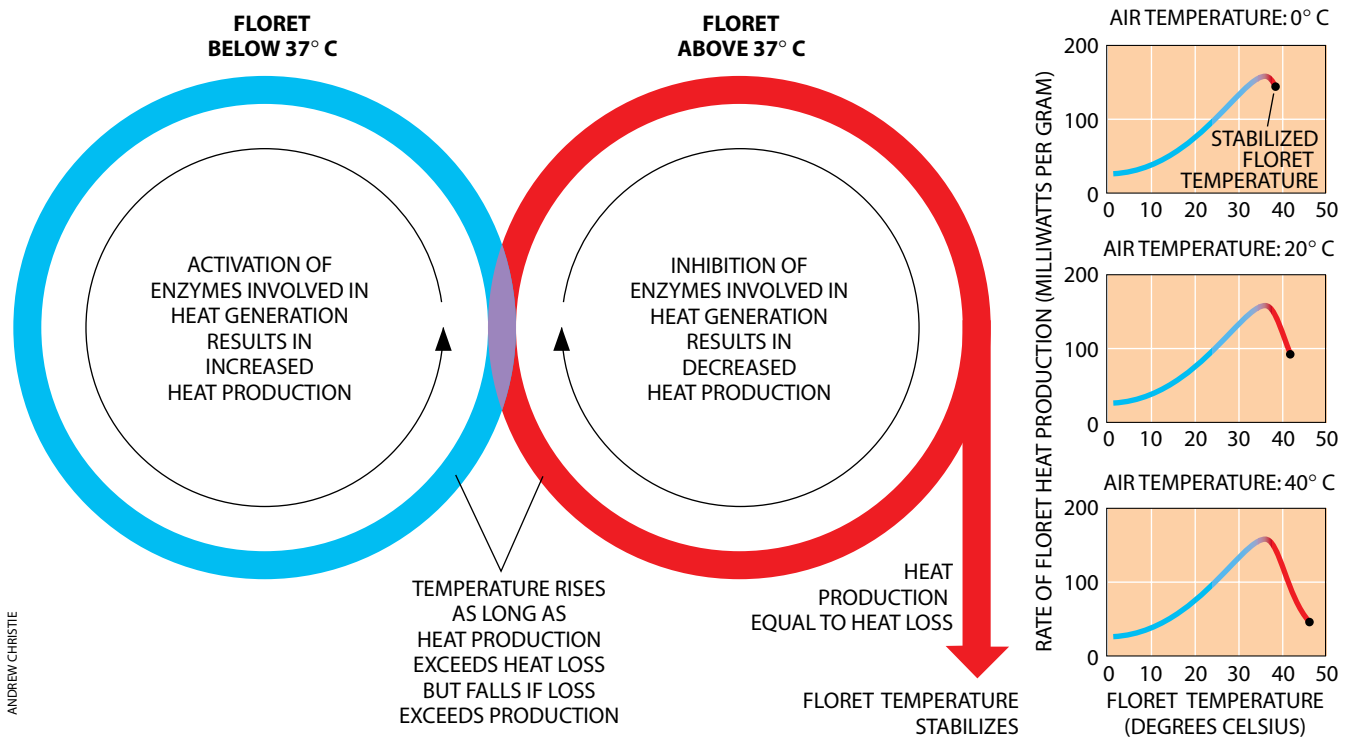 FLORET
BELOW 37° C
FLORET
ABOVE 37° C
ACTIVATION OF
ENZYMES INVOLVED IN
HEAT GENERATION
RESULTS IN
INCREASED
HEAT PRODUCTION
INHIBITION OF
ENZYMES INVOLVED IN
HEAT GENERATION
RESULTS IN
DECREASED
HEAT PRODUCTION
TEMPERATURE RISES
AS LONG AS
HEAT PRODUCTION
EXCEEDS HEAT LOSS
BUT FALLS IF LOSS
EXCEEDS PRODUCTION
HEAT
PRODUCTION
EQUAL TO HEAT LOSS
FLORET TEMPERATURE
STABILIZES
ANDREW CHRISTIE
RATE OF FLORET HEAT PRODUCTION (MILLIWATTS PER GRAM)
AIR TEMPERATURE: 0° C
200
100
0
STABILIZED
FLORET
TEMPERATURE
0 10 20 30 40 50
AIR TEMPERATURE: 20° C
200
100
0
0 10 20 30 40 50
AIR TEMPERATURE: 40° C
200
100
0
0 10 20 30 40 50
FLORET TEMPERATURE
(DEGREES CELSIUS)